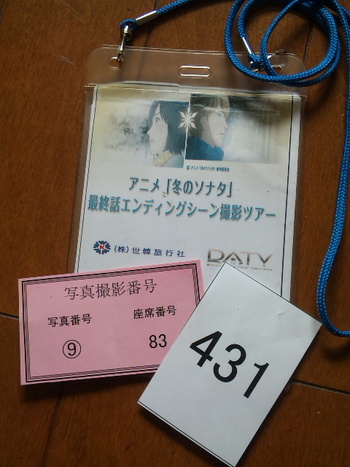 アニメ「冬のソナタ」
最終話エンディングシーン撮影ツアー
(株)世韓旅行社
DATV
写真撮影番号
写真番号 座席番号
⑨ 83
431